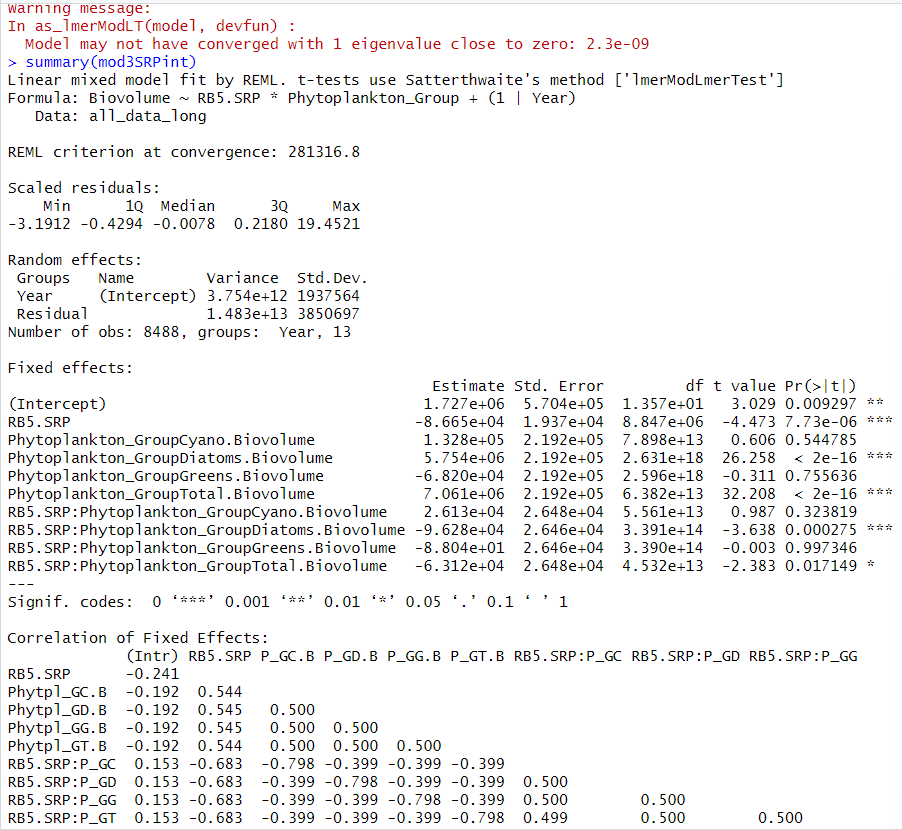 Warning message:
In as_lmerModLT(model, devfun) :
  Model may not have converged with 1 eigenvalue close to zero: 2.3e-09
> summary(mod3SRPint)
Linear mixed model fit by REML. t-tests use Satterthwaite's method ['lmerModLmerTest']
Formula: Biovolume ~ RB5.SRP * Phytoplankton_Group + (1 | Year)
   Data: all_data_long

REML criterion at convergence: 281316.8

Scaled residuals:
    Min      1Q  Median      3Q     Max
-3.1912 -0.4294 -0.0078  0.2180 19.4521

Random effects:
 Groups   Name        Variance  Std.Dev.
 Year     (Intercept) 3.754e+12 1937564
 Residual             1.483e+13 3850697
Number of obs: 8488, groups:  Year, 13

Fixed effects:
                                               Estimate Std. Error         df t value Pr(>|t|)
(Intercept)                                   1.727e+06  5.704e+05  1.357e+01   3.029 0.009297 **
RB5.SRP                                      -8.665e+04  1.937e+04  8.847e+06  -4.473 7.73e-06 ***
Phytoplankton_GroupCyano.Biovolume            1.328e+05  2.192e+05  7.898e+13   0.606 0.544785
Phytoplankton_GroupDiatoms.Biovolume          5.754e+06  2.192e+05  2.631e+18  26.258  < 2e-16 ***
Phytoplankton_GroupGreens.Biovolume          -6.820e+04  2.192e+05  2.596e+18  -0.311 0.755636
Phytoplankton_GroupTotal.Biovolume            7.061e+06  2.192e+05  6.382e+13  32.208  < 2e-16 ***
RB5.SRP:Phytoplankton_GroupCyano.Biovolume    2.613e+04  2.648e+04  5.561e+13   0.987 0.323819
RB5.SRP:Phytoplankton_GroupDiatoms.Biovolume -9.628e+04  2.646e+04  3.391e+14  -3.638 0.000275 ***
RB5.SRP:Phytoplankton_GroupGreens.Biovolume  -8.804e+01  2.646e+04  3.390e+14  -0.003 0.997346
RB5.SRP:Phytoplankton_GroupTotal.Biovolume   -6.312e+04  2.648e+04  4.532e+13  -2.383 0.017149 *
---
Signif. codes:  0 ‘***’ 0.001 ‘**’ 0.01 ‘*’ 0.05 ‘.’ 0.1 ‘ ’ 1

Correlation of Fixed Effects:
            (Intr) RB5.SRP P_GC.B P_GD.B P_GG.B P_GT.B RB5.SRP:P_GC RB5.SRP:P_GD RB5.SRP:P_GG
RB5.SRP     -0.241
Phytpl_GC.B -0.192  0.544
Phytpl_GD.B -0.192  0.545   0.500
Phytpl_GG.B -0.192  0.545   0.500  0.500
Phytpl_GT.B -0.192  0.544   0.500  0.500  0.500
RB5.SRP:P_GC  0.153 -0.683  -0.798 -0.399 -0.399 -0.399
RB5.SRP:P_GD  0.153 -0.683  -0.399 -0.798 -0.399 -0.399  0.500
RB5.SRP:P_GG  0.153 -0.683  -0.399 -0.399 -0.798 -0.399  0.500        0.500
RB5.SRP:P_GT  0.153 -0.683  -0.399 -0.399 -0.399 -0.798  0.499        0.500        0.500